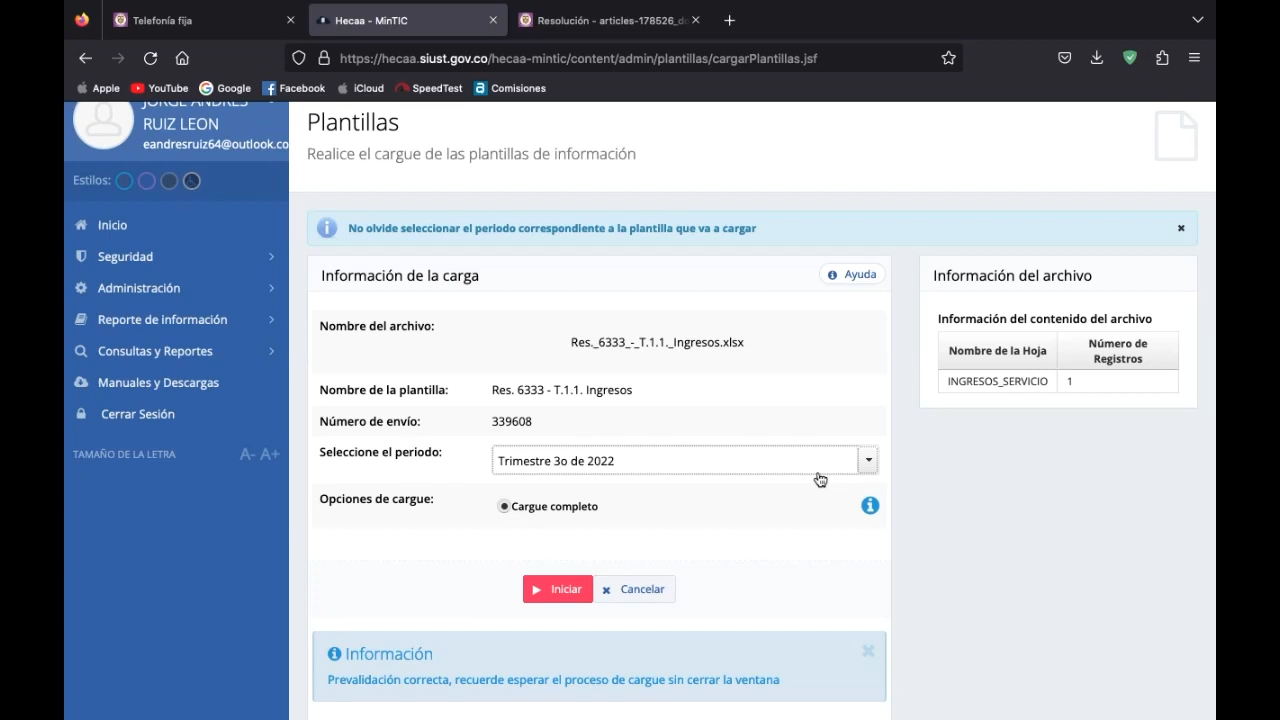 Telefonía fija
Hecaa - MinTIC
Resolución - articles-178526_do
https://hecaa.siust.gov.co/hecaa-mintic/content/admin/plantillas/cargarPlantillas.jsf
Apple
YouTube
Google
Facebook
iCloud
SpeedTest
Comisiones
JORGE ANDRES
RUIZ LEON
eandresruiz64@outlook.co
Estilos:
Inicio
Seguridad
Administración
Reporte de información
Consultas y Reportes
Manuales y Descargas
Cerrar Sesión
TAMAÑO DE LA LETRA A- A+
Plantillas
Realice el cargue de las plantillas de información
No olvide seleccionar el periodo correspondiente a la plantilla que va a cargar
Información de la carga
Ayuda
Nombre del archivo:
Res._6333_-_T.1.1._Ingresos.xlsx
Nombre de la plantilla: Res. 6333 - T.1.1. Ingresos
Número de envío: 339608
Seleccione el periodo: Trimestre 3o de 2022
Opciones de cargue: Cargue completo
Iniciar
Cancelar
Información
Prevalidación correcta, recuerde esperar el proceso de cargue sin cerrar la ventana
Información del archivo
Información del contenido del archivo
Nombre de la Hoja
Número de
Registros
INGRESOS_SERVICIO 1